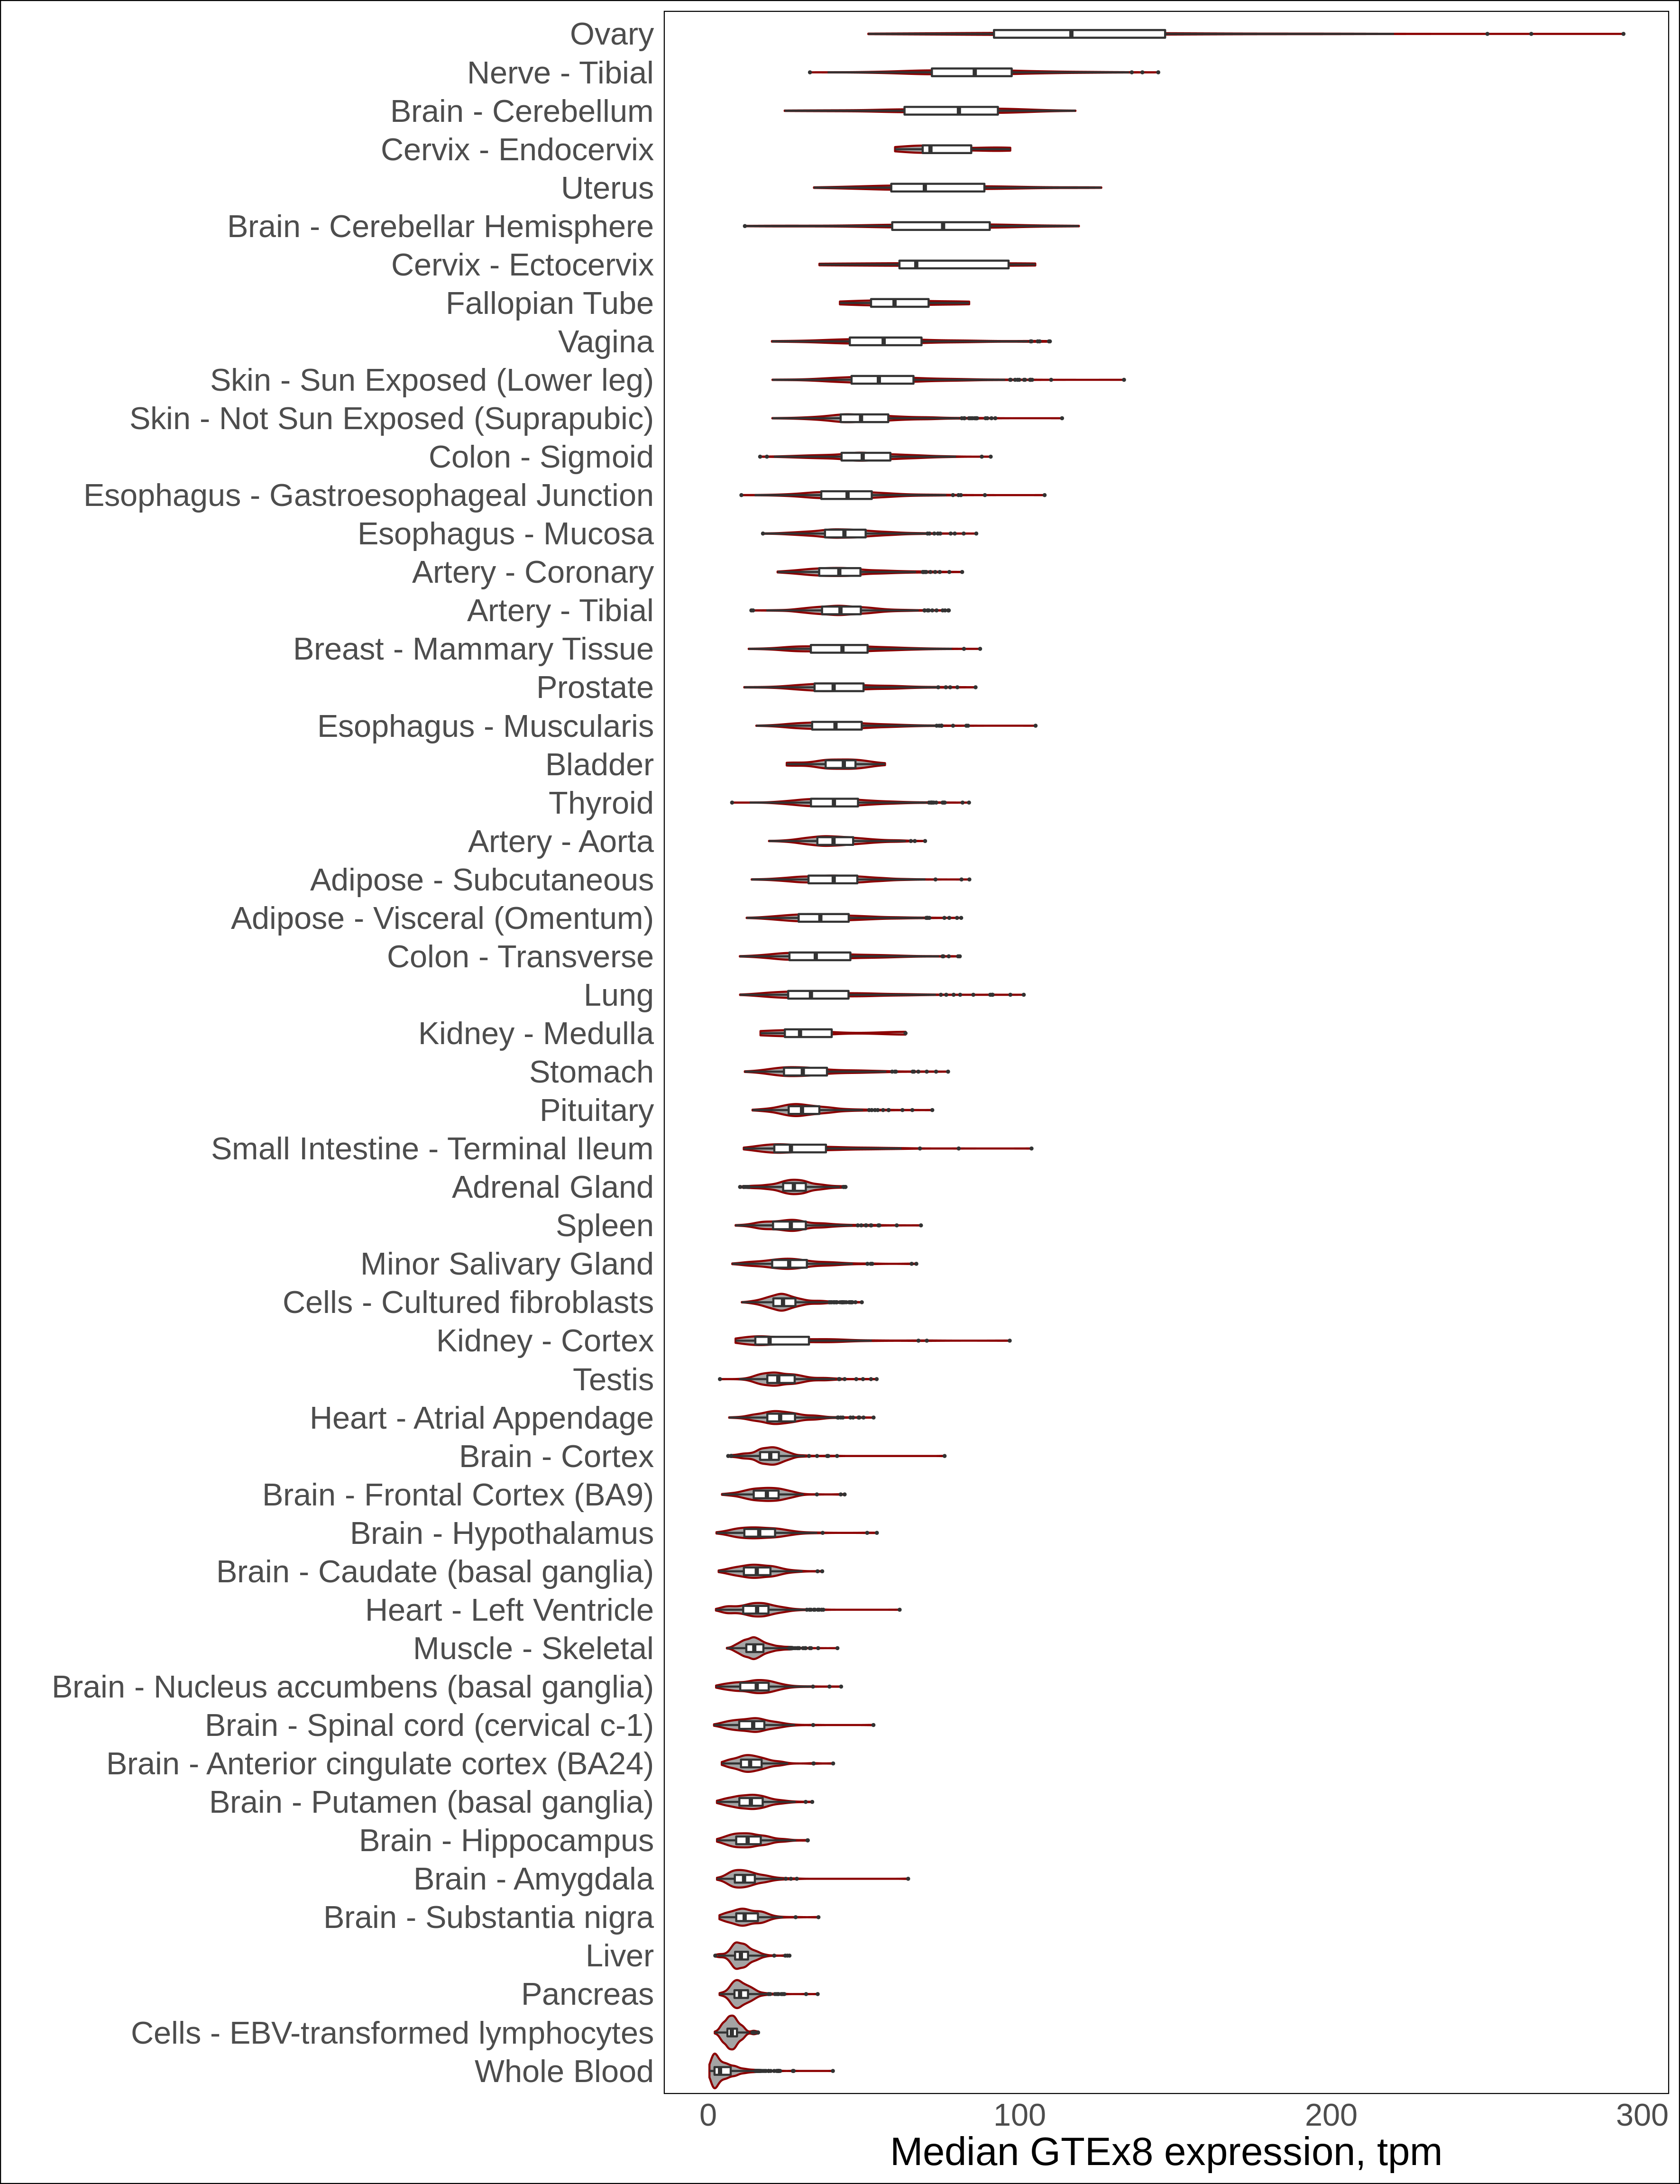 Ovary
Nerve - Tibial
Brain - Cerebellum
Cervix - Endocervix
Uterus
Brain - Cerebellar Hemisphere
Cervix - Ectocervix
Fallopian Tube
Vagina
Skin - Sun Exposed (Lower leg)
Skin - Not Sun Exposed (Suprapubic)
Colon - Sigmoid
Esophagus - Gastroesophageal Junction
Esophagus - Mucosa
Artery - Coronary
Artery - Tibial
Breast - Mammary Tissue
Prostate
Esophagus - Muscularis
Bladder
Thyroid
Artery - Aorta
Adipose - Subcutaneous
Adipose - Visceral (Omentum)
Colon - Transverse
Lung
Kidney - Medulla
Stomach
Pituitary
Small Intestine - Terminal Ileum
Adrenal Gland
Spleen
Minor Salivary Gland
Cells - Cultured fibroblasts
Kidney - Cortex
Testis
Heart - Atrial Appendage
Brain - Cortex
Brain - Frontal Cortex (BA9)
Brain - Hypothalamus
Brain - Caudate (basal ganglia)
Heart - Left Ventricle
Muscle - Skeletal
Brain - Nucleus accumbens (basal ganglia)
Brain - Spinal cord (cervical c-1)
Brain - Anterior cingulate cortex (BA24)
Brain - Putamen (basal ganglia)
Brain - Hippocampus
Brain - Amygdala
Brain - Substantia nigra
Liver
Pancreas
Cells - EBV-transformed lymphocytes
Whole Blood
0 100 200 300
Median GTEx8 expression, tpm